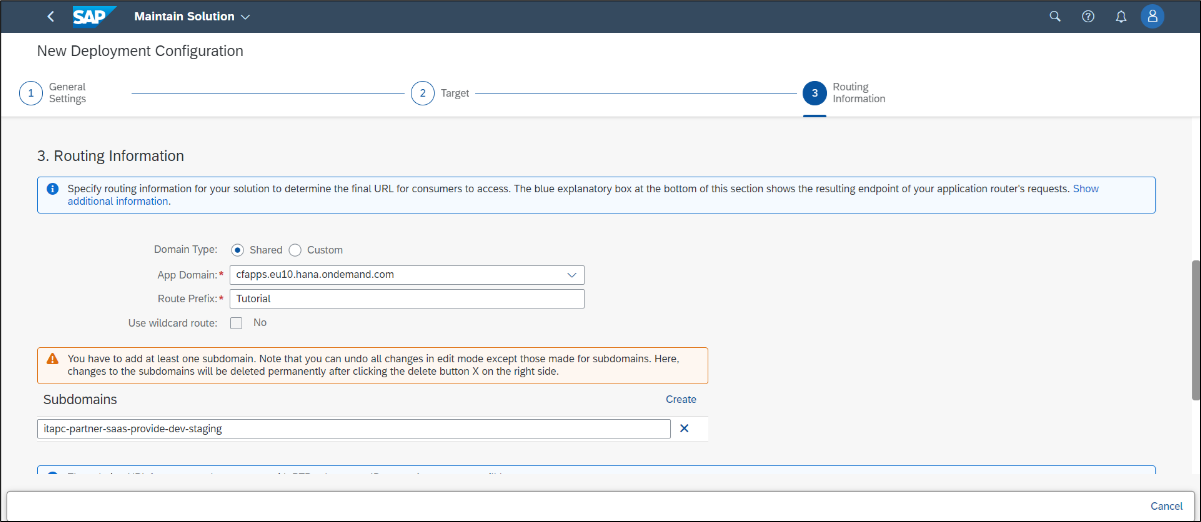 SAP Maintain Solution
New Deployment Configuration
1 General
Settings
2 Target
3 Routing
Information
3. Routing Information
Specify routing information for your solution to determine the final URL for consumers to access. The blue explanatory box at the bottom of this section shows the resulting endpoint of your application router's requests. Show
additional information.
Domain Type: Shared Custom
App Domain:* cfapps.eu10.hana.ondemand.com
Route Prefix:* Tutorial
Use wildcard route: No
You have to add at least one subdomain. Note that you can undo all changes in edit mode except those made for subdomains. Here,
changes to the subdomains will be deleted permanently after clicking the delete button X on the right side.
Subdomains Create
itapc-partner-saas-provide-dev-staging
Cancel